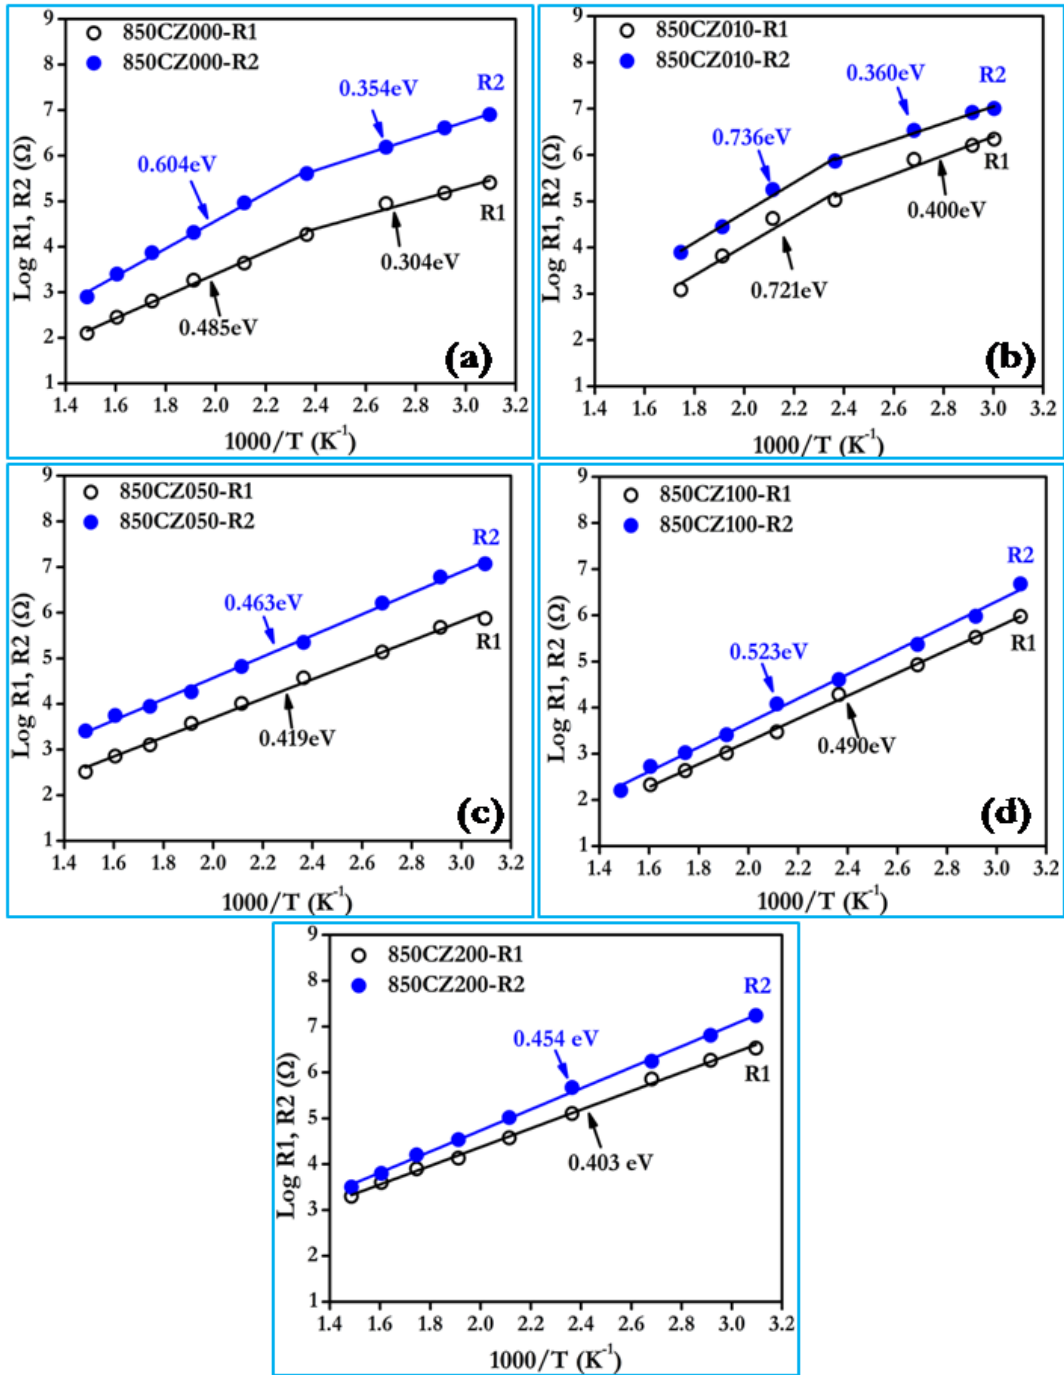 850CZ000-R1
850CZ000-R2
0.354eV
R2
0.604eV
R1
0.304eV
0.485eV
(a)
Log R1, R2 (Ω)
9
8
7
6
5
4
3
2
1
1.4 1.6 1.8 2.0 2.2 2.4 2.6 2.8 3.0 3.2
1000/T (K⁻¹)
850CZ010-R1
850CZ010-R2
0.360eV
R2
0.736eV
R1
0.400eV
0.721eV
(b)
Log R1, R2 (Ω)
9
8
7
6
5
4
3
2
1
1.4 1.6 1.8 2.0 2.2 2.4 2.6 2.8 3.0 3.2
1000/T (K⁻¹)
850CZ050-R1
850CZ050-R2
R2
0.463eV
R1
0.419eV
(c)
Log R1, R2 (Ω)
9
8
7
6
5
4
3
2
1
1.4 1.6 1.8 2.0 2.2 2.4 2.6 2.8 3.0 3.2
1000/T (K⁻¹)
850CZ100-R1
850CZ100-R2
R2
0.523eV
R1
0.490eV
(d)
Log R1, R2 (Ω)
9
8
7
6
5
4
3
2
1
1.4 1.6 1.8 2.0 2.2 2.4 2.6 2.8 3.0 3.2
1000/T (K⁻¹)
850CZ200-R1
850CZ200-R2
R2
0.454 eV
R1
0.403 eV
Log R1, R2 (Ω)
9
8
7
6
5
4
3
2
1
1.4 1.6 1.8 2.0 2.2 2.4 2.6 2.8 3.0 3.2
1000/T (K⁻¹)